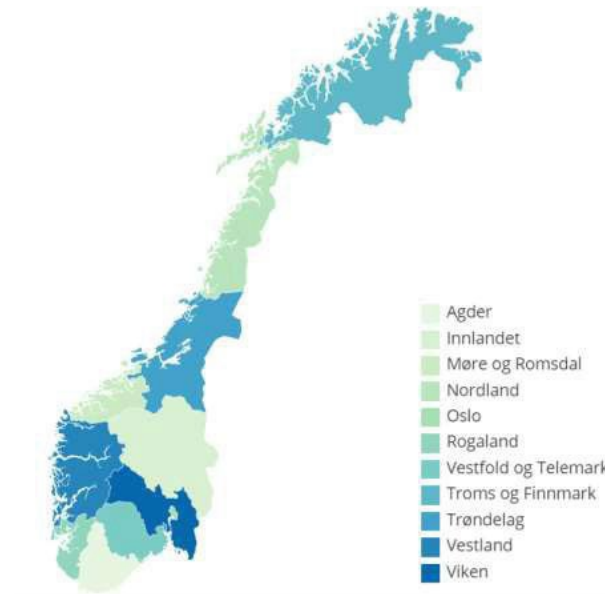 Agder
Innlandet
Møre og Romsdal
Nordland
Oslo
Rogaland
Vestfold og Telemark
Troms og Finnmark
Trøndelag
Vestland
Viken